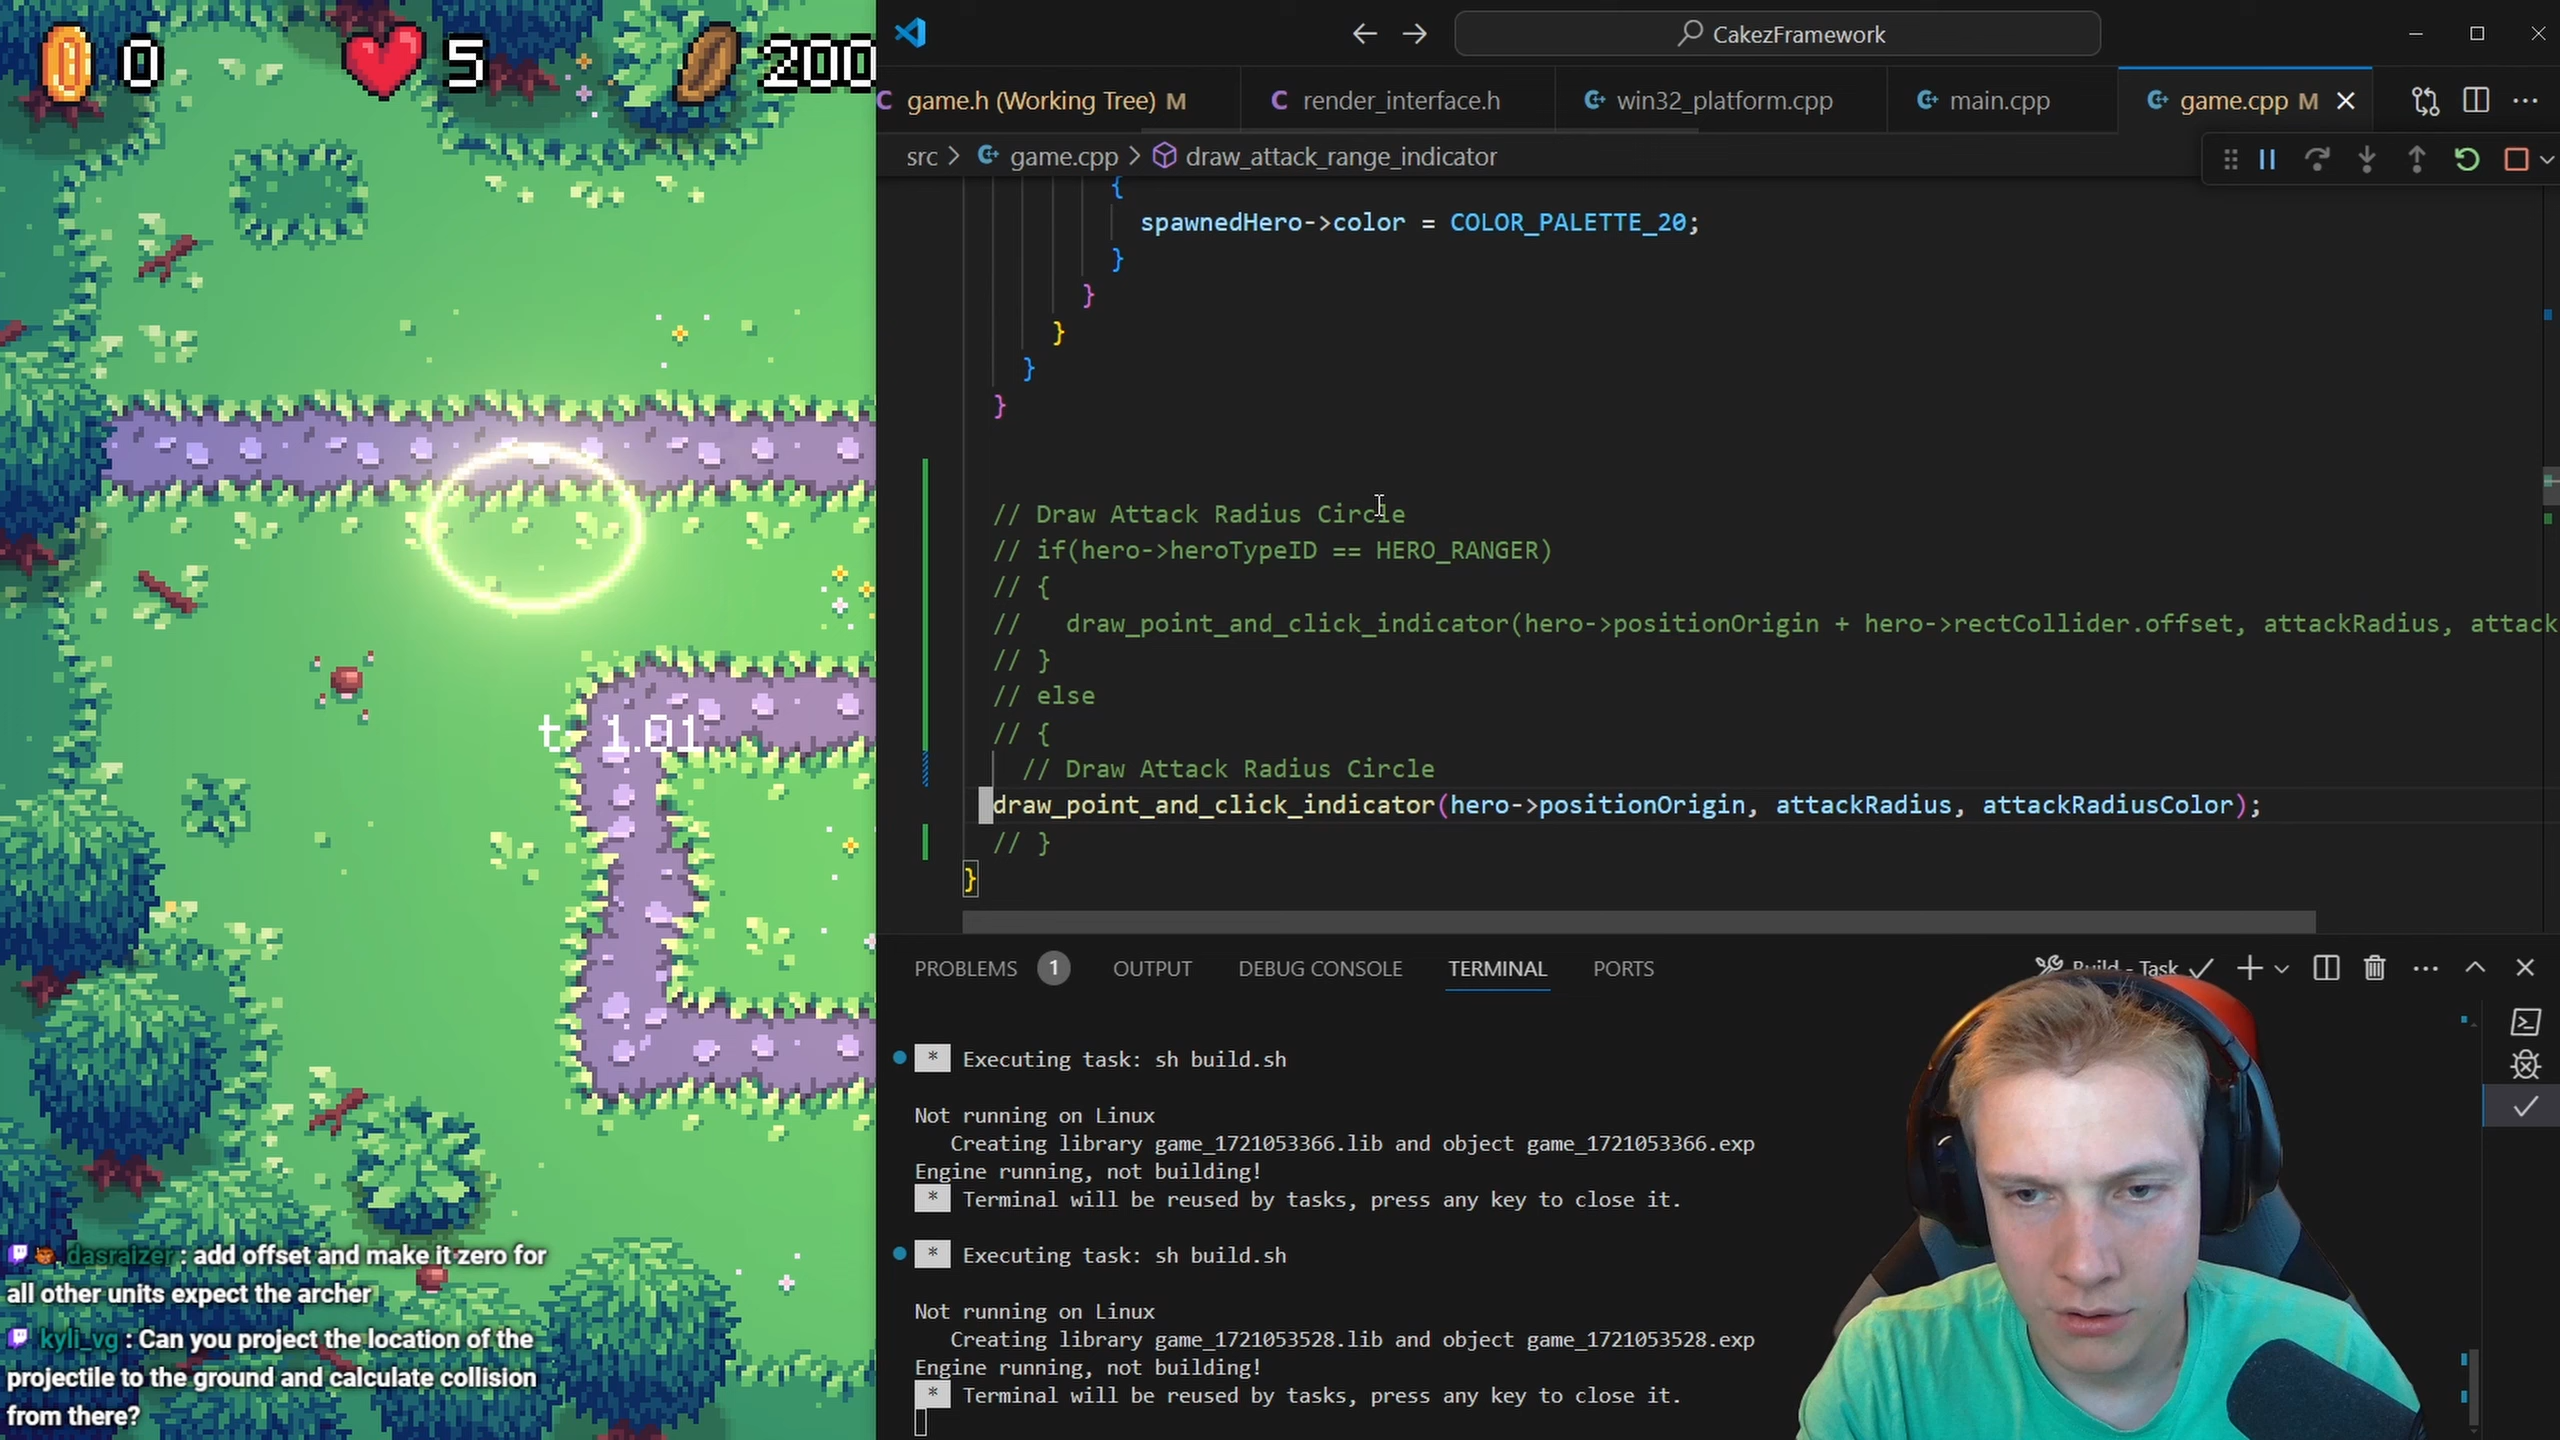 0
5
200
t 1.01
dasraizer : add offset and make it zero for
all other units expect the archer
kyli_vg : Can you project the location of the
projectile to the ground and calculate collision
from there?
CakezFramework
game.h (Working Tree) M
render_interface.h
win32_platform.cpp
main.cpp
game.cpp M
src > game.cpp > draw_attack_range_indicator
{
spawnedHero->color = COLOR_PALETTE_20;
}
}
}
}
}
// Draw Attack Radius Circle
// if(hero->heroTypeID == HERO_RANGER)
// {
//   draw_point_and_click_indicator(hero->positionOrigin + hero->rectCollider.offset, attackRadius, attack
// }
// else
// {
// Draw Attack Radius Circle
draw_point_and_click_indicator(hero->positionOrigin, attackRadius, attackRadiusColor);
// }
}
PROBLEMS 1 OUTPUT DEBUG CONSOLE TERMINAL PORTS
Build - Task
* Executing task: sh build.sh
Not running on Linux
Creating library game_1721053366.lib and object game_1721053366.exp
Engine running, not building!
* Terminal will be reused by tasks, press any key to close it.
* Executing task: sh build.sh
Not running on Linux
Creating library game_1721053528.lib and object game_1721053528.exp
Engine running, not building!
* Terminal will be reused by tasks, press any key to close it.